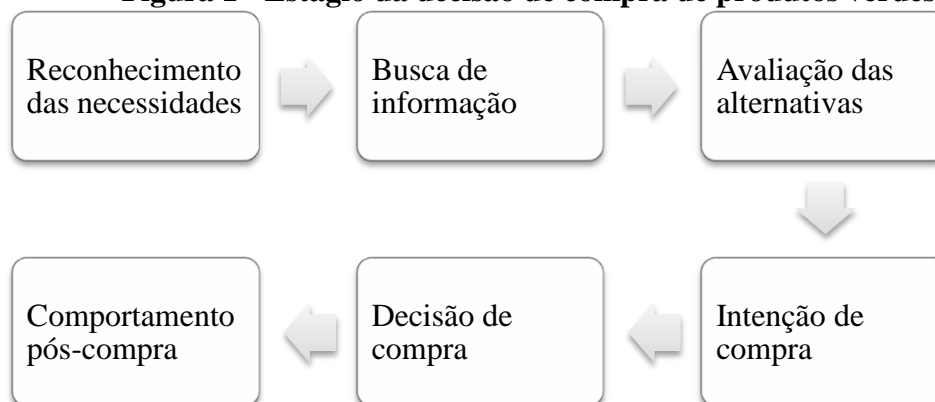 Figura 1 - Estágio da decisão de compra de produtos verdes
Reconhecimento
das necessidades
Busca de
informação
Avaliação das
alternativas
Intenção de
compra
Decisão de
compra
Comportamento
pós-compra